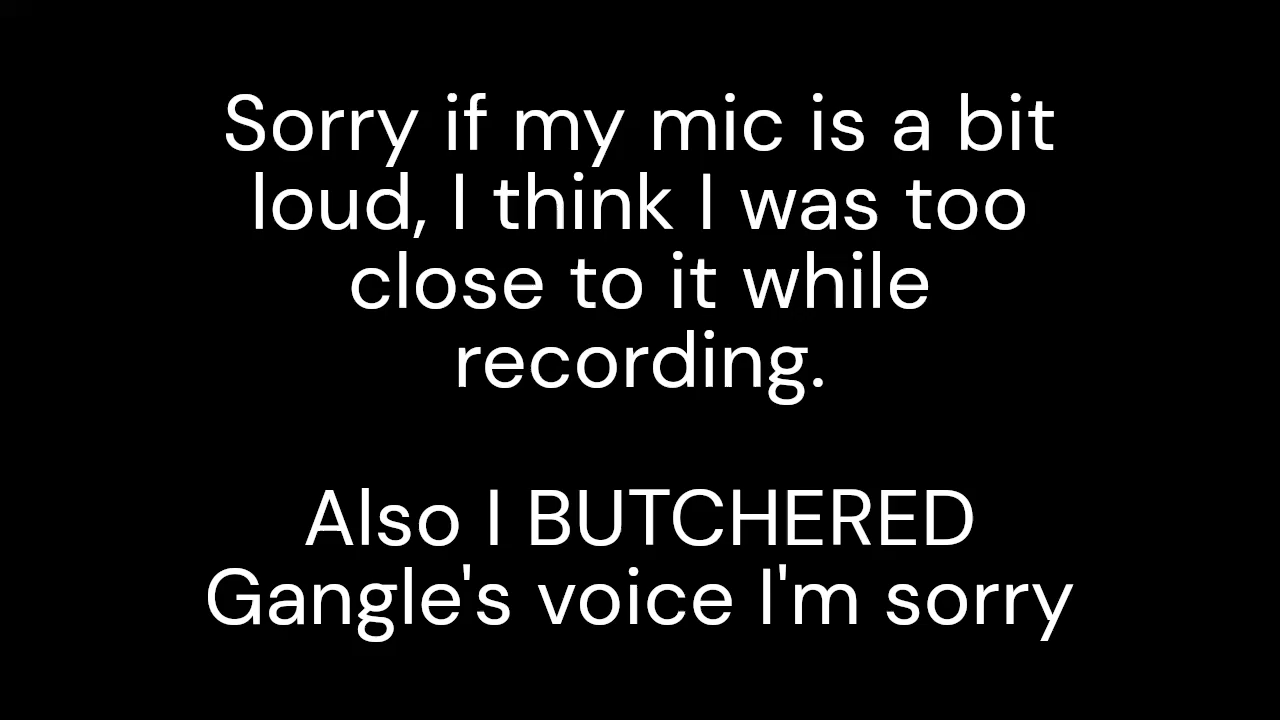 Sorry if my mic is a bit
loud, I think I was too
close to it while
recording.
Also I BUTCHERED
Gangle's voice I'm sorry